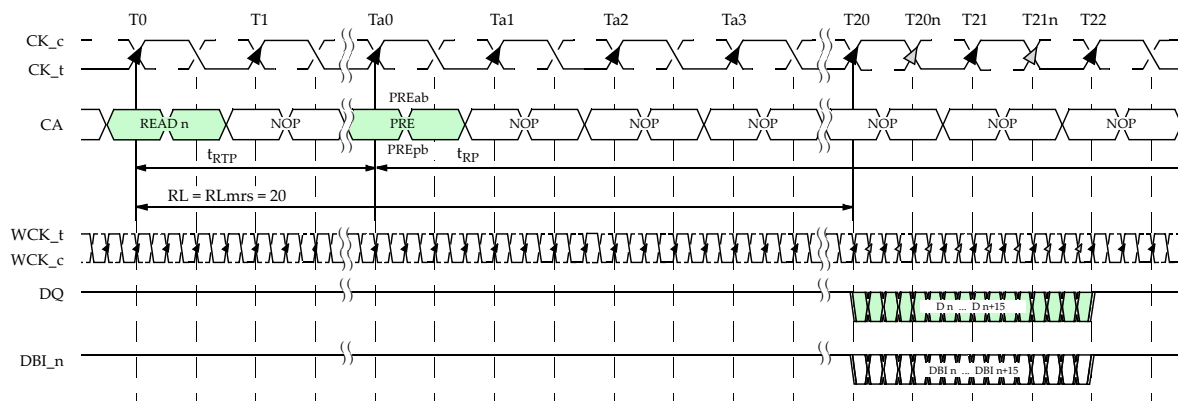 T0 T1 Ta0 Ta1 Ta2 Ta3 T20 T20n T21 T21n T22
CK_c
CK_t
PREab
CA READ n NOP PRE NOP NOP NOP NOP NOP NOP
PREpb
tRTP tRP
RL = RLmrs = 20
WCK_t
WCK_c
DQ
D n ... D n+15
DBI_n
DBI n ... DBI n+15